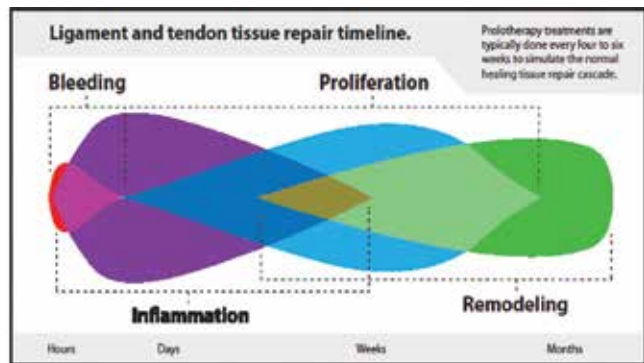 Ligament and tendon tissue repair timeline.
Prolotherapy treatments are
typically done every four to six
weeks to simulate the normal
healing tissue repair cascade.
Bleeding
Proliferation
Inflammation
Remodeling
Hours
Days
Weeks
Months